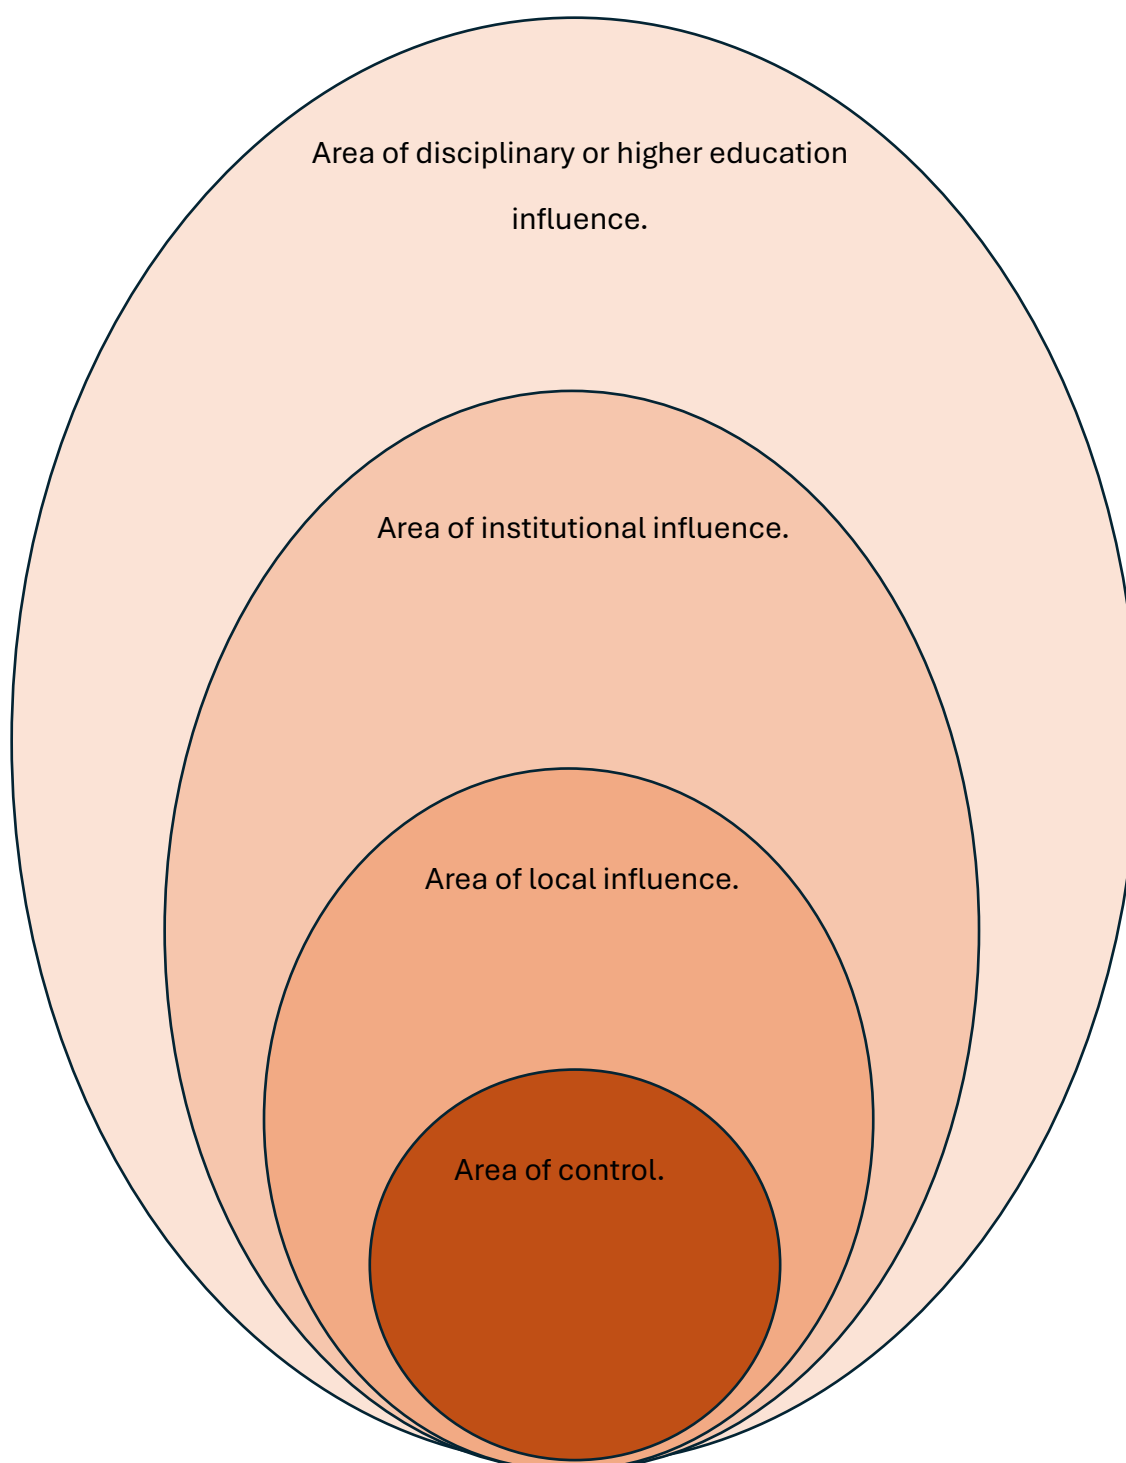 Area of disciplinary or higher education
influence.
Area of institutional influence.
Area of local influence.
Area of control.